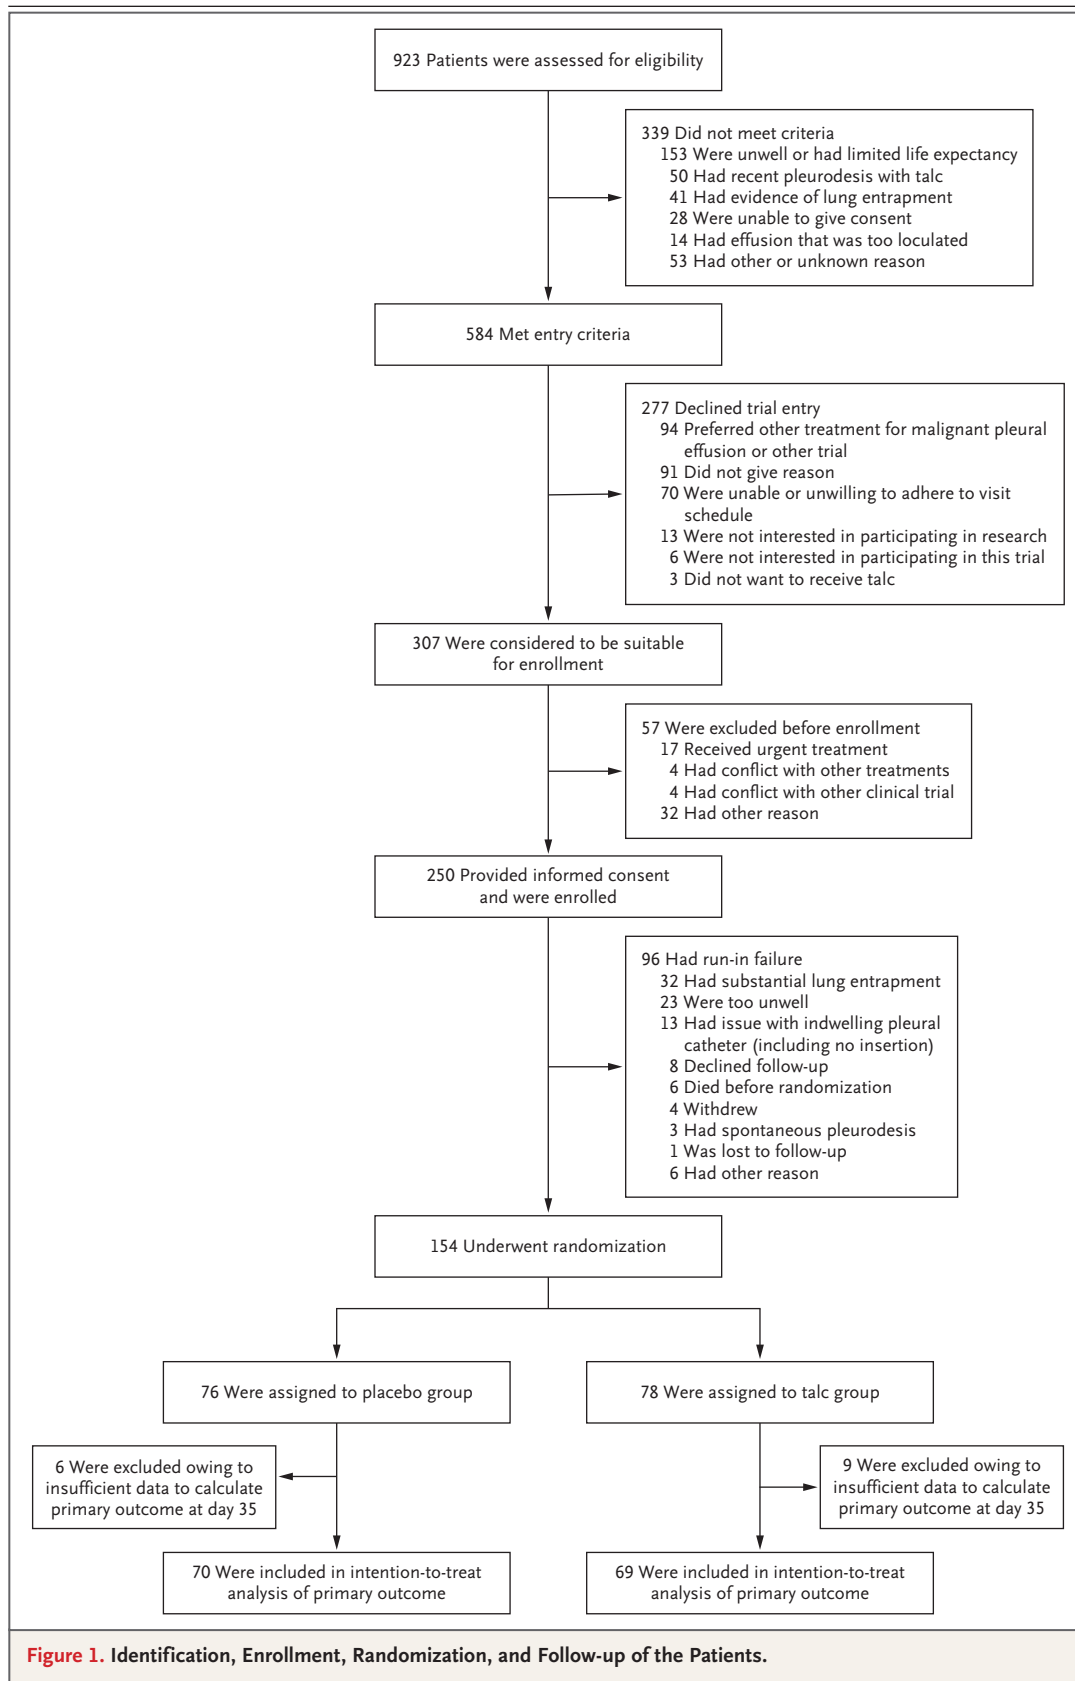 923 Patients were assessed for eligibility
339 Did not meet criteria
153 Were unwell or had limited life expectancy
50 Had recent pleurodesis with talc
41 Had evidence of lung entrapment
28 Were unable to give consent
14 Had effusion that was too loculated
53 Had other or unknown reason
584 Met entry criteria
277 Declined trial entry
94 Preferred other treatment for malignant pleural
effusion or other trial
91 Did not give reason
70 Were unable or unwilling to adhere to visit
schedule
13 Were not interested in participating in research
6 Were not interested in participating in this trial
3 Did not want to receive talc
307 Were considered to be suitable
for enrollment
57 Were excluded before enrollment
17 Received urgent treatment
4 Had conflict with other treatments
4 Had conflict with other clinical trial
32 Had other reason
250 Provided informed consent
and were enrolled
96 Had run-in failure
32 Had substantial lung entrapment
23 Were too unwell
13 Had issue with indwelling pleural
catheter (including no insertion)
8 Declined follow-up
6 Died before randomization
4 Withdrew
3 Had spontaneous pleurodesis
1 Was lost to follow-up
6 Had other reason
154 Underwent randomization
76 Were assigned to placebo group
78 Were assigned to talc group
6 Were excluded owing to
insufficient data to calculate
primary outcome at day 35
9 Were excluded owing to
insufficient data to calculate
primary outcome at day 35
70 Were included in intention-to-treat
analysis of primary outcome
69 Were included in intention-to-treat
analysis of primary outcome
Figure 1. Identification, Enrollment, Randomization, and Follow-up of the Patients.